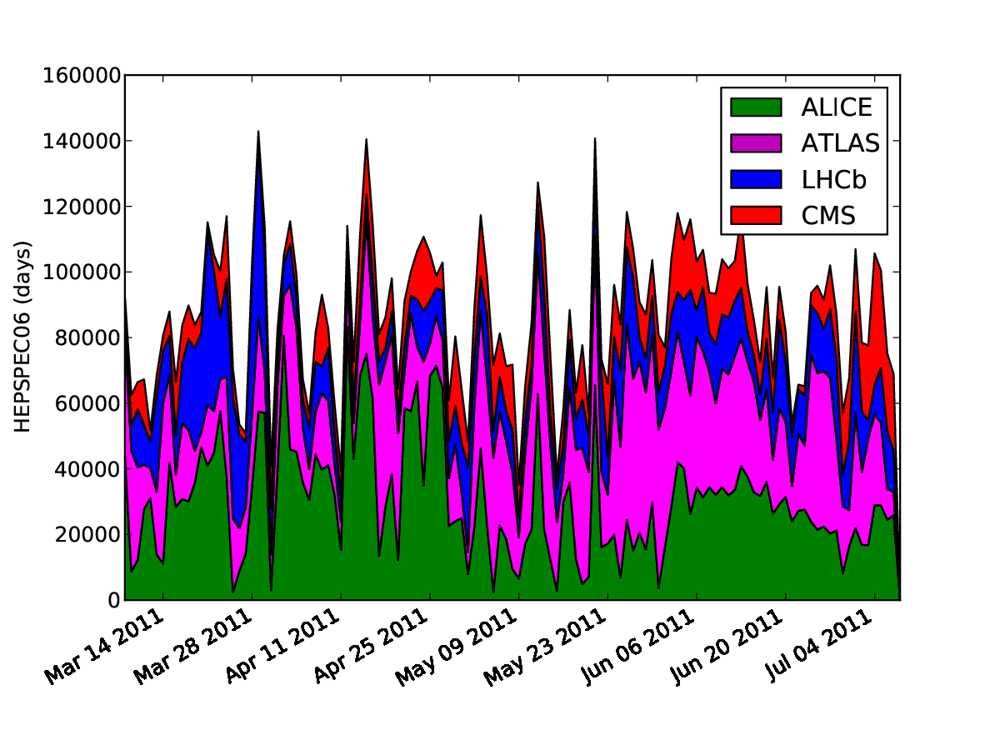 160000
140000
120000
100000
80000
60000
40000
20000
0
HEPSPEC06 (days)
ALICE
ATLAS
LHCb
CMS
Mar 14 2011
Mar 28 2011
Apr 11 2011
Apr 25 2011
May 09 2011
May 23 2011
Jun 06 2011
Jun 20 2011
Jul 04 2011